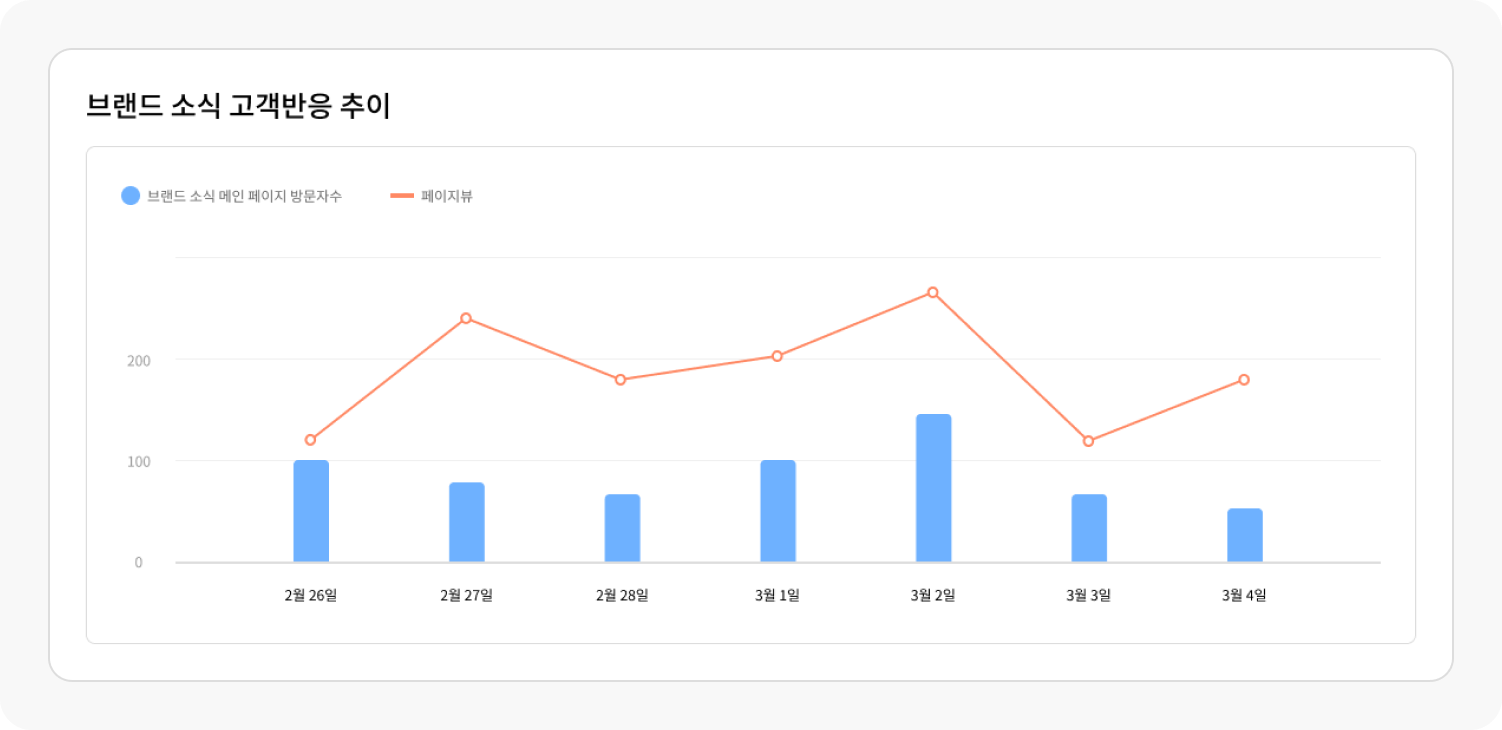 브랜드 소식 고객반응 추이
브랜드 소식 메인 페이지 방문자수 페이지뷰
200
100
0
2월 26일 2월 27일 2월 28일 3월 1일 3월 2일 3월 3일 3월 4일